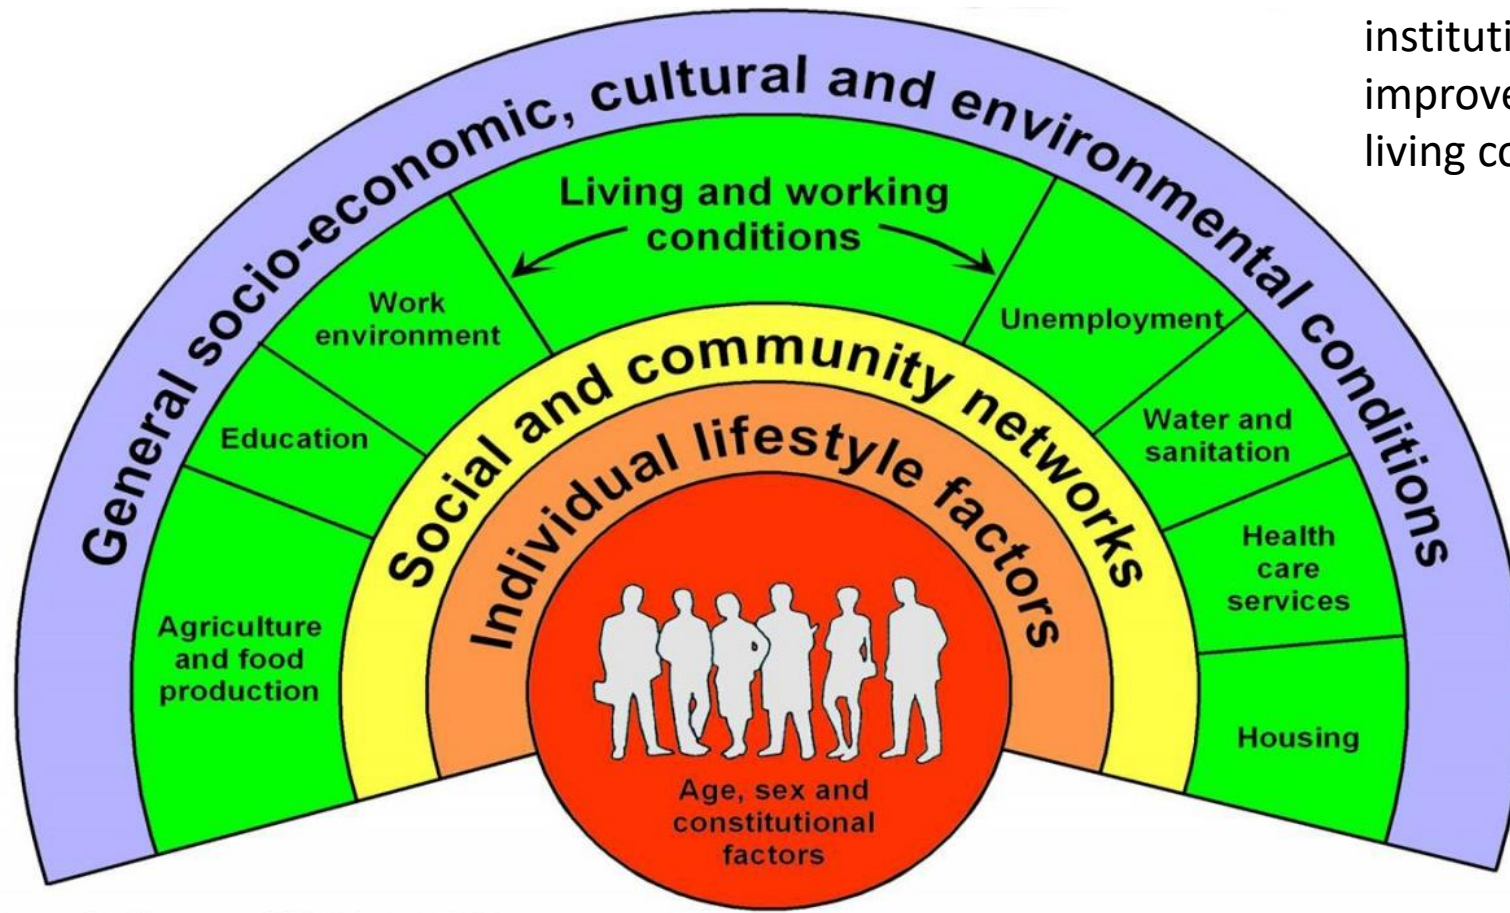 improve
General socio-economic, cultural and environmental conditions
Living and working
conditions
Work
environment
Unemployment
Education
Water and
sanitation
Agriculture
and food
production
Health
care
services
Housing
Social and community networks
Individual lifestyle factors
Age, sex and
constitutional
factors
living